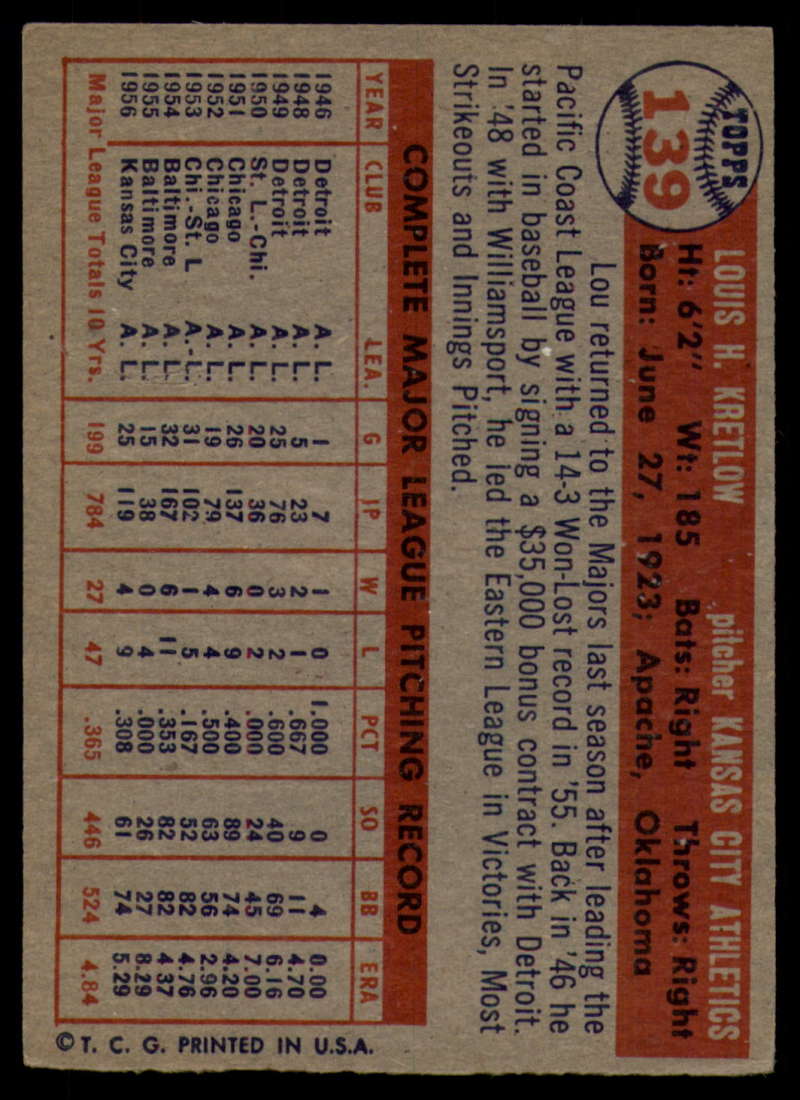 TOPPS
139
LOUIS H. KRETLOW pitcher KANSAS CITY ATHLETICS
Ht: 6'2" Wt: 185 Bats: Right Throws: Right
Born: June 27, 1923; Apache, Oklahoma
Lou returned to the Majors last season after leading the
Pacific Coast League with a 14-3 Won-Lost record in '55. Back in '46 he
started in baseball by signing a $35,000 bonus contract with Detroit.
In '48 with Williamsport, he led the Eastern League in Victories, Most
Strikeouts and Innings Pitched.
COMPLETE MAJOR LEAGUE PITCHING RECORD
YEAR CLUB LEA. G IP W L PCT SO BB ERA
1946 Detroit A. L. 1 7 1 0 1.000 0 4 0.00
1948 Detroit A. L. 5 23 2 1 .667 9 11 4.70
1949 Detroit A. L. 25 76 3 2 .600 40 69 6.16
1950 St. L.-Chi. A. L. 20 36 0 2 .000 24 45 7.00
1951 Chicago A. L. 26 137 6 9 .400 89 74 4.20
1952 Chicago A. L. 19 79 4 4 .500 63 56 2.96
1953 Chi.-St. L A.-L. 31 102 1 5 .167 52 82 4.76
1954 Baltimore A. L. 32 167 6 11 .353 82 82 4.37
1955 Baltimore A. L. 15 38 0 4 .000 26 27 8.29
1956 Kansas City A. L. 25 119 4 9 .308 61 74 5.29
Major League Totals 10 Yrs. 199 784 27 47 .365 446 524 4.84
© T. C. G. PRINTED IN U.S.A.